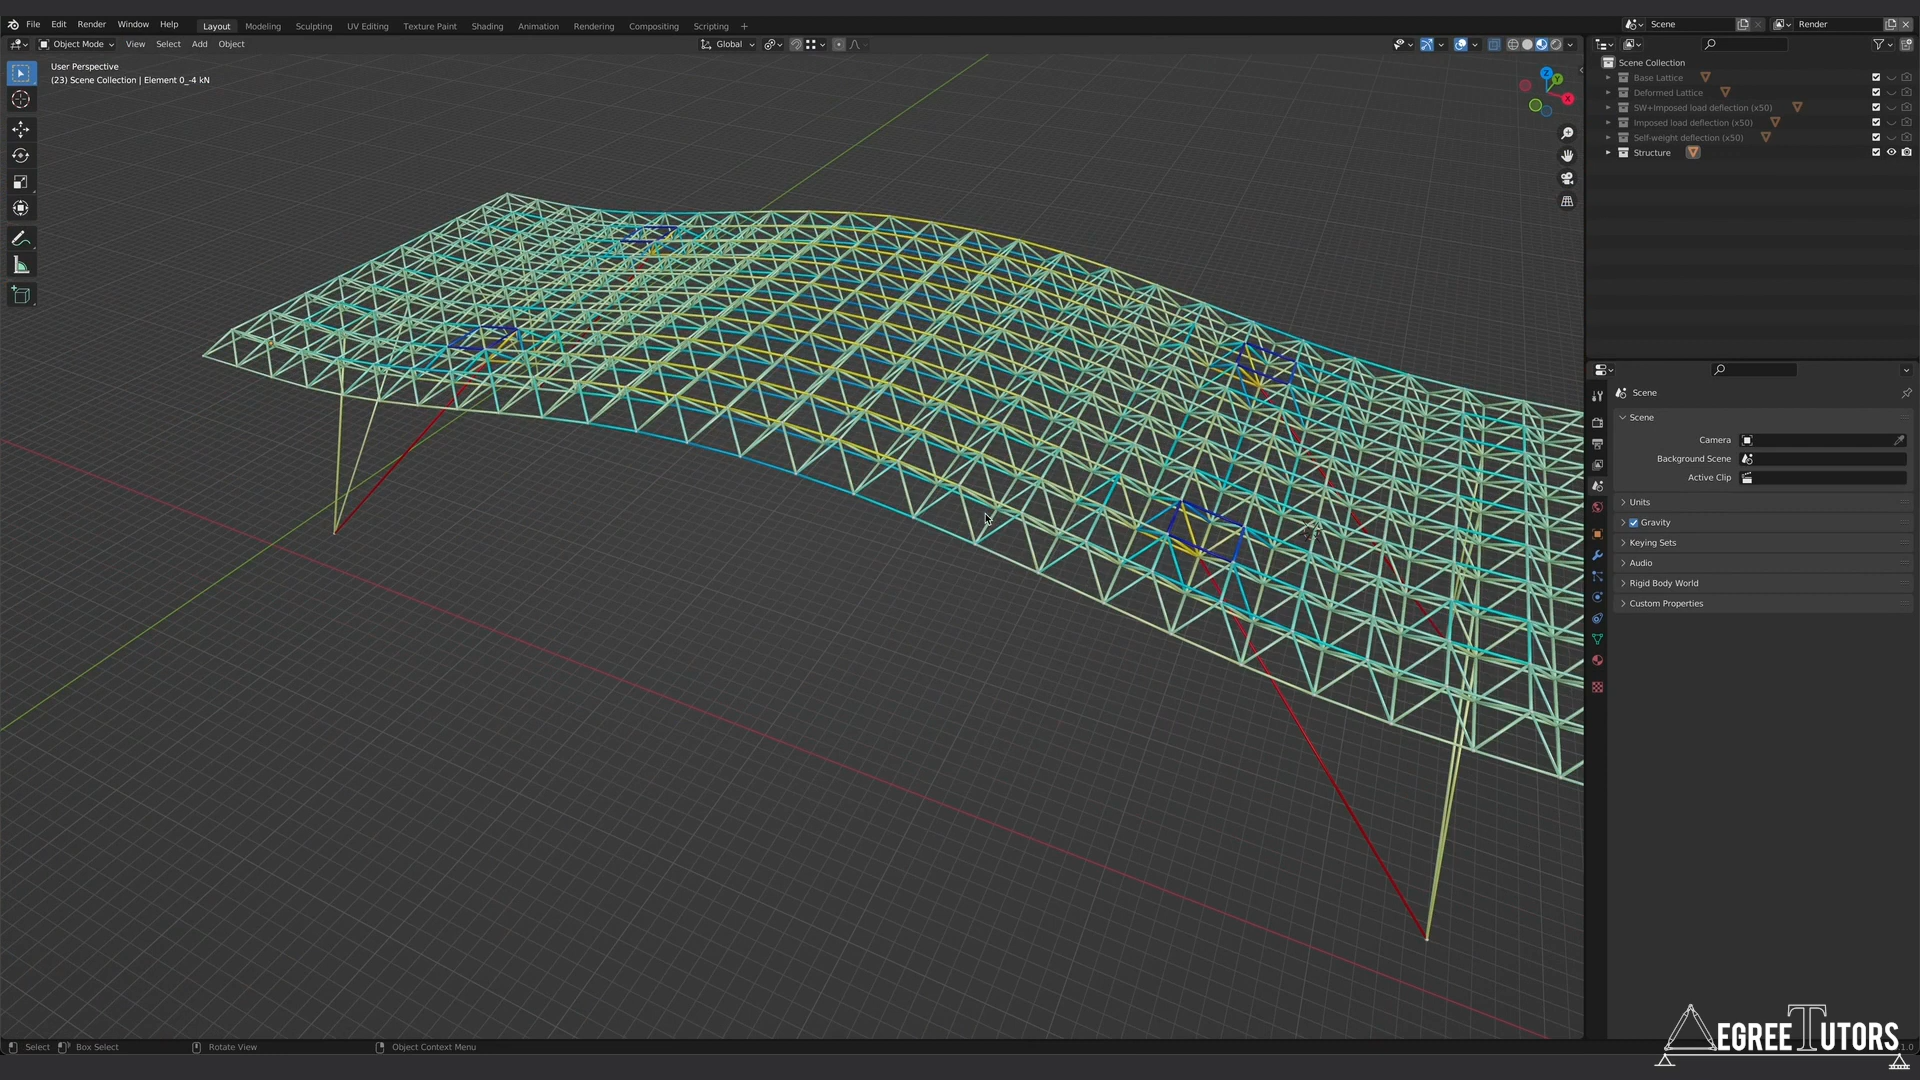 File Edit Render Window Help
Layout Modeling Sculpting UV Editing Texture Paint Shading Animation Rendering Compositing Scripting +
Scene
Render
Object Mode View Select Add Object
Global
User Perspective
(23) Scene Collection | Element 0_-4 kN
Z
Y
X
Scene Collection
Base Lattice
Deformed Lattice
SW+Imposed load deflection (x50)
Imposed load deflection (x50)
Self-weight deflection (x50)
Structure
Scene
Scene
Camera
Background Scene
Active Clip
Units
Gravity
Keying Sets
Audio
Rigid Body World
Custom Properties
Select Box Select Rotate View Object Context Menu
EGREETUTORS